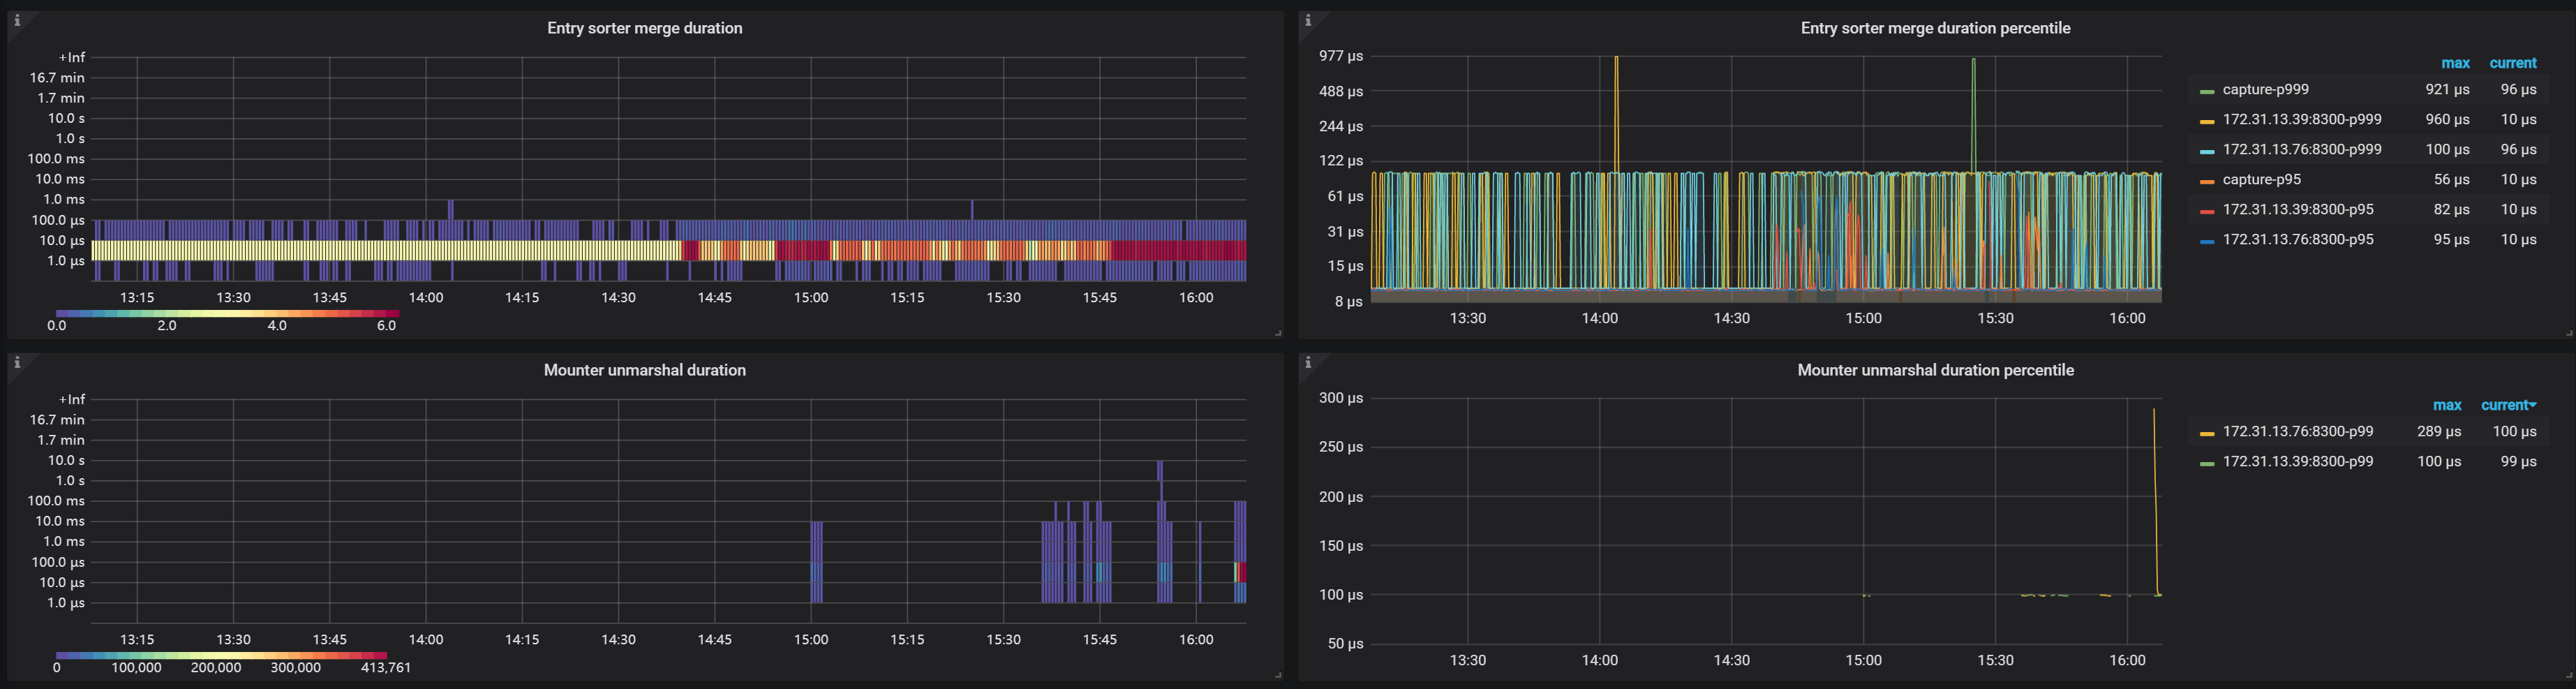 Entry sorter merge duration
+Inf
16.7 min
1.7 min
10.0 s
1.0 s
100.0 ms
10.0 ms
1.0 ms
100.0 µs
10.0 µs
1.0 µs
13:15 13:30 13:45 14:00 14:15 14:30 14:45 15:00 15:15 15:30 15:45 16:00
0.0 2.0 4.0 6.0
Entry sorter merge duration percentile
977 µs
488 µs
244 µs
122 µs
61 µs
31 µs
15 µs
8 µs
13:30 14:00 14:30 15:00 15:30 16:00
max current
capture-p999 921 µs 96 µs
172.31.13.39:8300-p999 960 µs 10 µs
172.31.13.76:8300-p999 100 µs 96 µs
capture-p95 56 µs 10 µs
172.31.13.39:8300-p95 82 µs 10 µs
172.31.13.76:8300-p95 95 µs 10 µs
Mounter unmarshal duration
+Inf
16.7 min
1.7 min
10.0 s
1.0 s
100.0 ms
10.0 ms
1.0 ms
100.0 µs
10.0 µs
1.0 µs
13:15 13:30 13:45 14:00 14:15 14:30 14:45 15:00 15:15 15:30 15:45 16:00
0 100,000 200,000 300,000 413,761
Mounter unmarshal duration percentile
300 µs
250 µs
200 µs
150 µs
100 µs
50 µs
13:30 14:00 14:30 15:00 15:30 16:00
max current
172.31.13.76:8300-p99 289 µs 100 µs
172.31.13.39:8300-p99 100 µs 99 µs